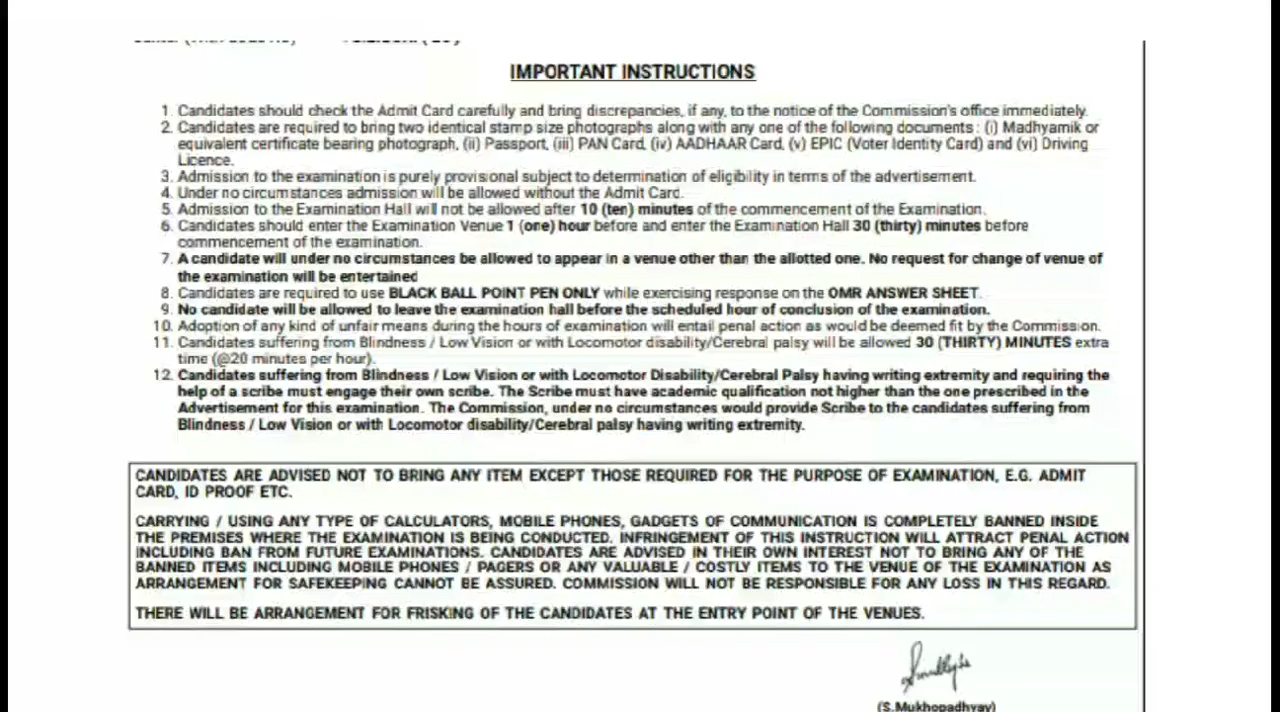 IMPORTANT INSTRUCTIONS
1. Candidates should check the Admit Card carefully and bring discrepancies, if any, to the notice of the Commission's office immediately.
2. Candidates are required to bring two identical stamp size photographs along with any one of the following documents : (i) Madhyamik or
equivalent certificate bearing photograph, (ii) Passport, (iii) PAN Card, (iv) AADHAAR Card, (v) EPIC (Voter Identity Card) and (vi) Driving
Licence.
3. Admission to the examination is purely provisional subject to determination of eligibility in terms of the advertisement.
4. Under no circumstances admission will be allowed without the Admit Card.
5. Admission to the Examination Hall will not be allowed after 10 (ten) minutes of the commencement of the Examination.
6. Candidates should enter the Examination Venue 1 (one) hour before and enter the Examination Hall 30 (thirty) minutes before
commencement of the examination.
7. A candidate will under no circumstances be allowed to appear in a venue other than the allotted one. No request for change of venue of
the examination will be entertained
8. Candidates are required to use BLACK BALL POINT PEN ONLY while exercising response on the OMR ANSWER SHEET.
9. No candidate will be allowed to leave the examination hall before the scheduled hour of conclusion of the examination.
10. Adoption of any kind of unfair means during the hours of examination will entail penal action as would be deemed fit by the Commission.
11. Candidates suffering from Blindness / Low Vision or with Locomotor disability/Cerebral palsy will be allowed 30 (THIRTY) MINUTES extra
time (@20 minutes per hour).
12. Candidates suffering from Blindness / Low Vision or with Locomotor Disability/Cerebral Palsy having writing extremity and requiring the
help of a scribe must engage their own scribe. The Scribe must have academic qualification not higher than the one prescribed in the
Advertisement for this examination. The Commission, under no circumstances would provide Scribe to the candidates suffering from
Blindness / Low Vision or with Locomotor disability/Cerebral palsy having writing extremity.
CANDIDATES ARE ADVISED NOT TO BRING ANY ITEM EXCEPT THOSE REQUIRED FOR THE PURPOSE OF EXAMINATION, E.G. ADMIT
CARD, ID PROOF ETC.
CARRYING / USING ANY TYPE OF CALCULATORS, MOBILE PHONES, GADGETS OF COMMUNICATION IS COMPLETELY BANNED INSIDE
THE PREMISES WHERE THE EXAMINATION IS BEING CONDUCTED. INFRINGEMENT OF THIS INSTRUCTION WILL ATTRACT PENAL ACTION
INCLUDING BAN FROM FUTURE EXAMINATIONS. CANDIDATES ARE ADVISED IN THEIR OWN INTEREST NOT TO BRING ANY OF THE
BANNED ITEMS INCLUDING MOBILE PHONES / PAGERS OR ANY VALUABLE / COSTLY ITEMS TO THE VENUE OF THE EXAMINATION AS
ARRANGEMENT FOR SAFEKEEPING CANNOT BE ASSURED. COMMISSION WILL NOT BE RESPONSIBLE FOR ANY LOSS IN THIS REGARD.
THERE WILL BE ARRANGEMENT FOR FRISKING OF THE CANDIDATES AT THE ENTRY POINT OF THE VENUES.
(S.Mukhopadhyay)